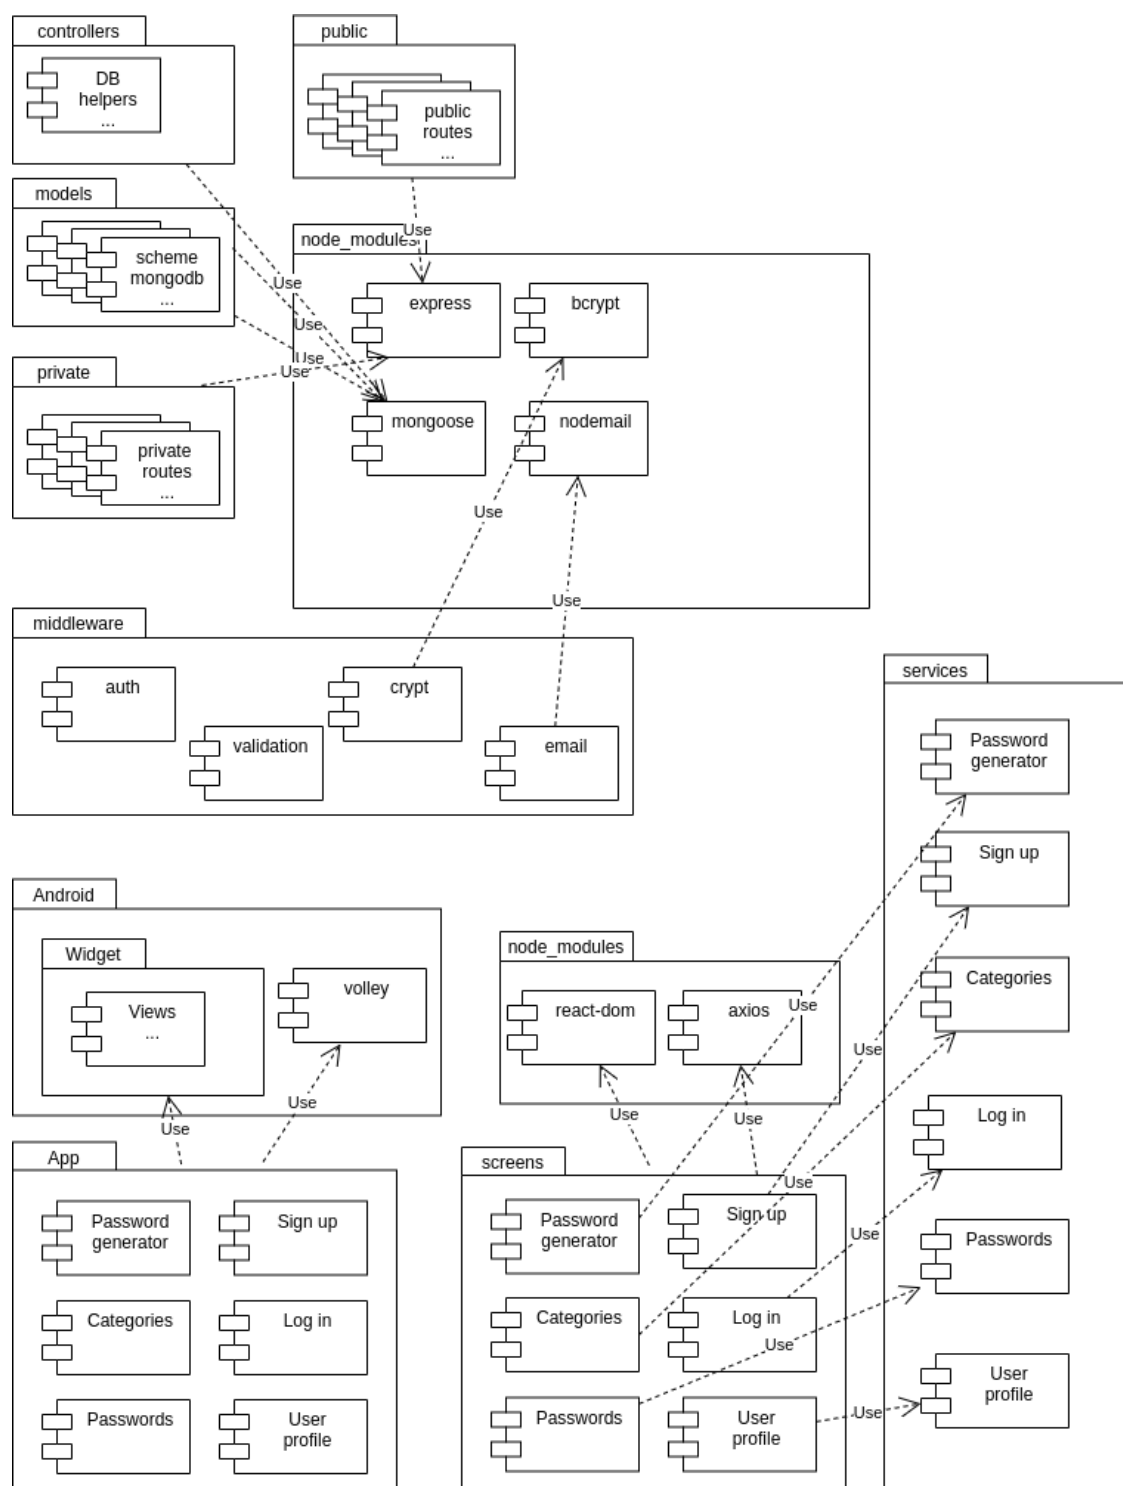 controllers
DB
helpers
...
public
public
routes
...
models
scheme
mongodb
...
private
private
routes
...
node_modules
Use
express
bcrypt
Use
Use
Use
Use
mongoose
nodemail
Use
Use
middleware
auth
crypt
validation
email
services
Password
generator
Sign up
Categories
Log in
Passwords
User
profile
Android
Widget
Views
...
volley
Use
Use
node_modules
react-dom
axios
Use
Use
Use
Use
Use
Use
Use
Use
App
Password
generator
Sign up
Categories
Log in
Passwords
User
profile
screens
Password
generator
Sign up
Categories
Log in
Passwords
User
profile